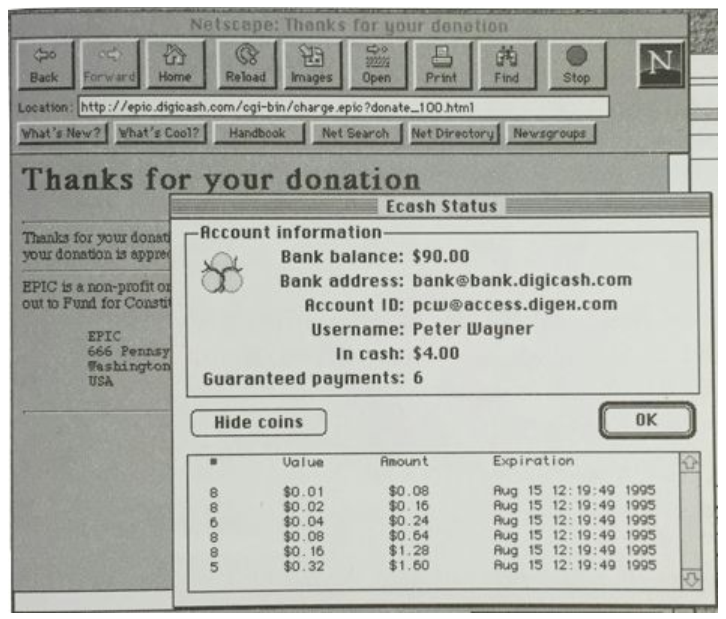 Netscape: Thanks for your donation
Back Forward Home Reload Images Open Print Find Stop N
Location: http://epic.digicash.com/cgi-bin/charge.epic?donate_100.html
What's New? What's Cool? Handbook Net Search Net Directory Newsgroups
Thanks for your donation
Ecash Status
Thanks for your donati
your donation is appre
EPIC is a non-profit or
out to Fund for Constit
EPIC
666 Pennsy
Washington
USA
Account information
Bank balance: $90.00
Bank address: bank@bank.digicash.com
Account ID: pcw@access.digex.com
Username: Peter Wayner
In cash: $4.00
Guaranteed payments: 6
Hide coins OK
# Value Amount Expiration
8 $0.01 $0.08 Aug 15 12:19:49 1995
8 $0.02 $0.16 Aug 15 12:19:49 1995
6 $0.04 $0.24 Aug 15 12:19:49 1995
8 $0.08 $0.64 Aug 15 12:19:49 1995
8 $0.16 $1.28 Aug 15 12:19:49 1995
5 $0.32 $1.60 Aug 15 12:19:49 1995